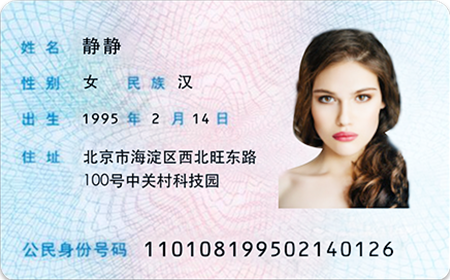 姓名 静静
性别 女 民族 汉
出生 1995 年 2 月 14 日
住址 北京市海淀区西北旺东路
100号中关村科技园
公民身份号码 110108199502140126